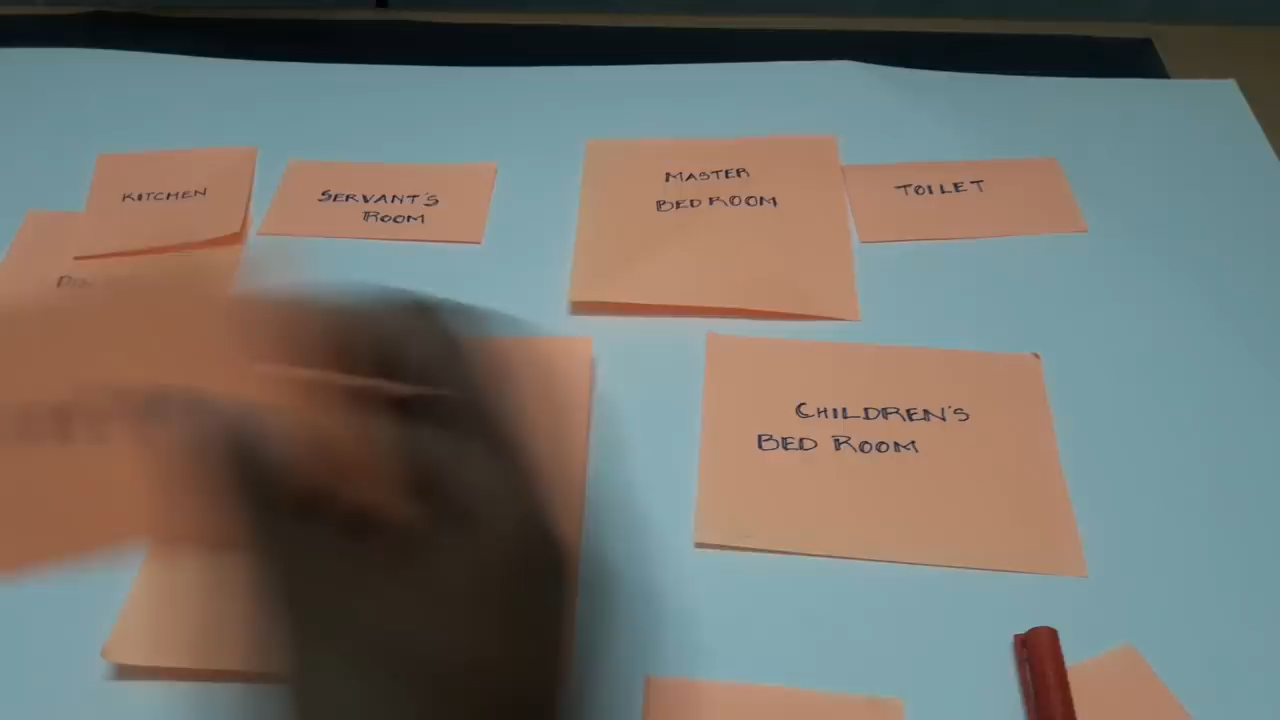 KITCHEN
SERVANT'S
ROOM
MASTER
BED ROOM
TOILET
CHILDREN'S
BED ROOM